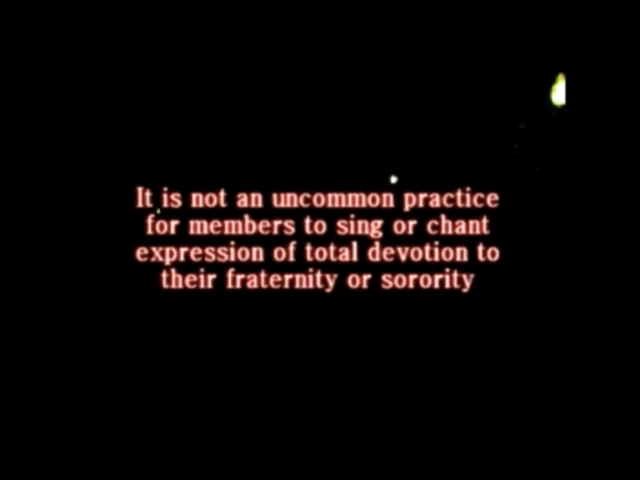 It is not an uncommon practice
for members to sing or chant
expression of total devotion to
their fraternity or sorority